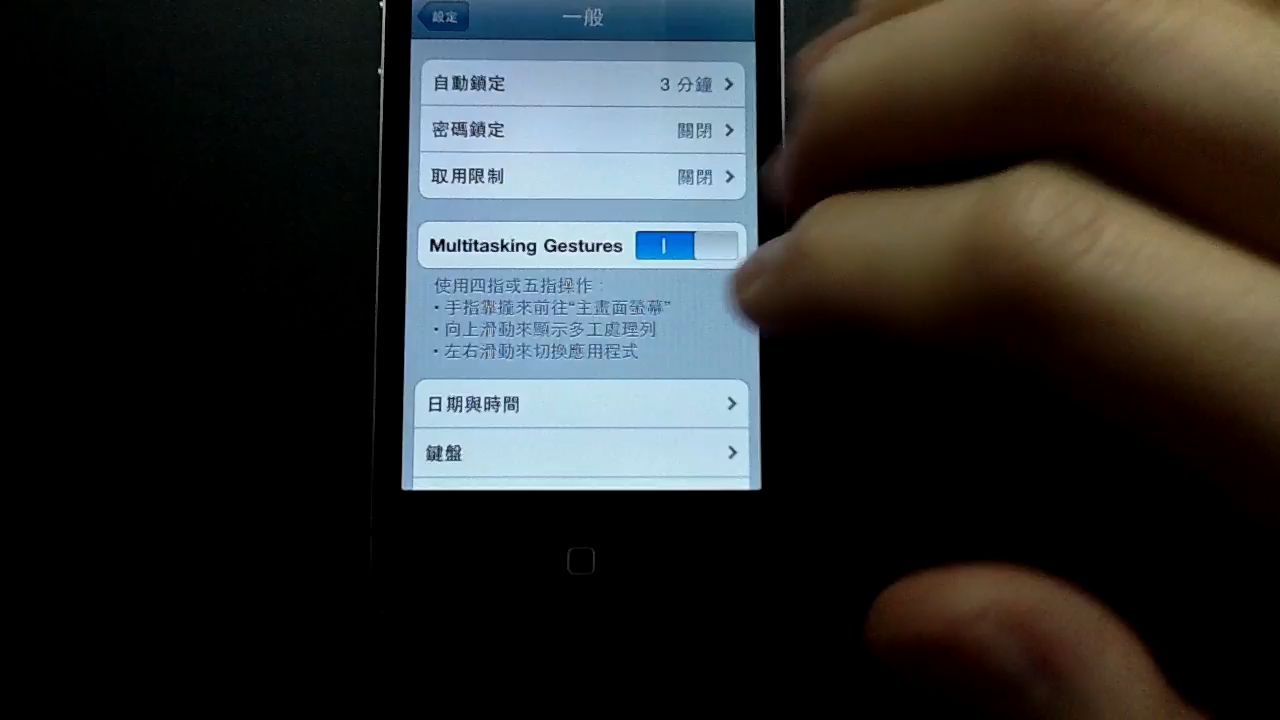 設定
一般
自動鎖定 3 分鐘
密碼鎖定 關閉
取用限制 關閉
Multitasking Gestures
使用四指或五指操作：
• 手指靠攏來前往“主畫面螢幕”
• 向上滑動來顯示多工處理列
• 左右滑動來切換應用程式
日期與時間
鍵盤